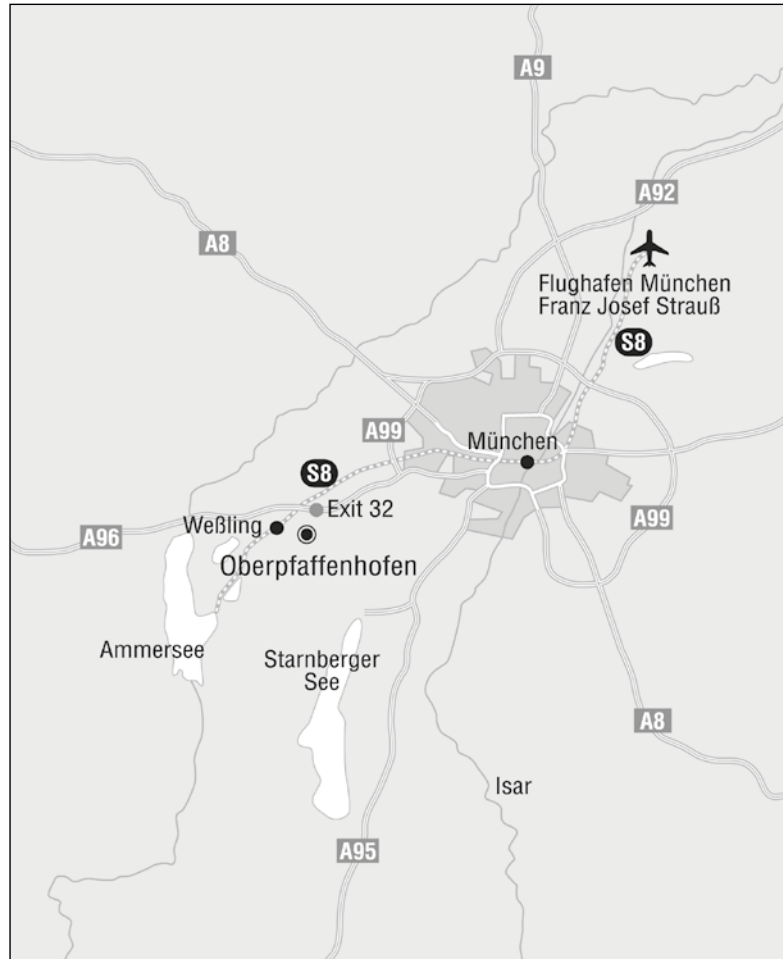 A9
A92
A8
Flughafen München
Franz Josef Strauß
S8
A99
München
S8
Exit 32
A99
Weßling
A96
Oberpfaffenhofen
Ammersee
Starnberger
See
A8
Isar
A95